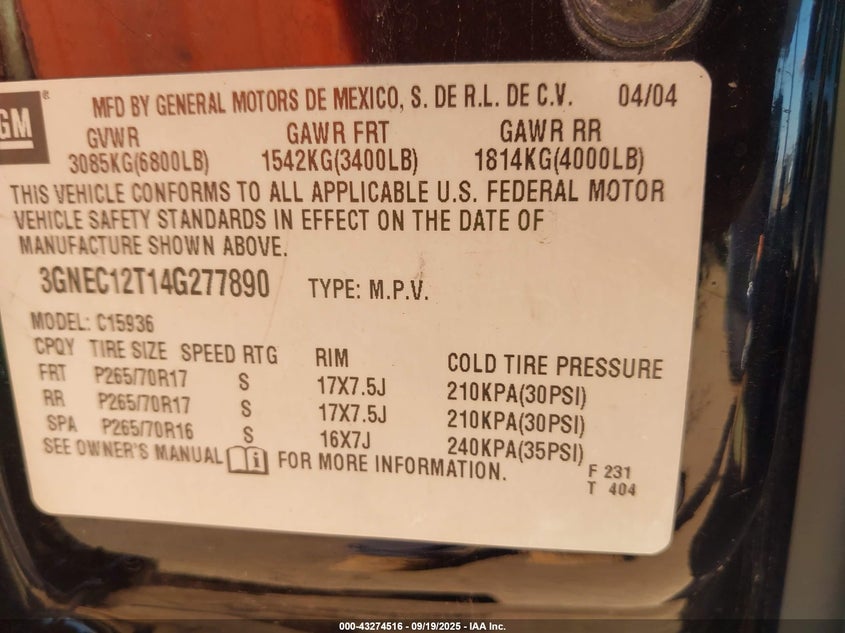 GM®
MFD BY GENERAL MOTORS DE MEXICO, S. DE R.L. DE C.V. 04/04
GVWR GAWR FRT GAWR RR
3085KG(6800LB) 1542KG(3400LB) 1814KG(4000LB)
THIS VEHICLE CONFORMS TO ALL APPLICABLE U.S. FEDERAL MOTOR
VEHICLE SAFETY STANDARDS IN EFFECT ON THE DATE OF
MANUFACTURE SHOWN ABOVE.
3GNEC12T14G277890 TYPE: M.P.V.
MODEL: C15936
CPQY TIRE SIZE SPEED RTG RIM COLD TIRE PRESSURE
FRT P265/70R17 S 17X7.5J 210KPA(30PSI)
RR P265/70R17 S 17X7.5J 210KPA(30PSI)
SPA P265/70R16 S 16X7J 240KPA(35PSI)
SEE OWNER'S MANUAL i FOR MORE INFORMATION.
F 231
T 404
000-43274516 - 09/19/2025 - IAA Inc.